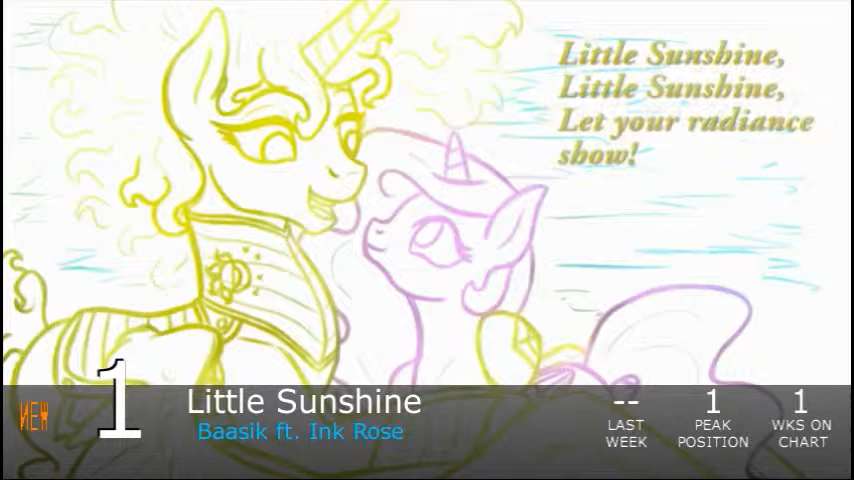 Little Sunshine,
Little Sunshine,
Let your radiance
show!
NEW
1
Little Sunshine
Baasik ft. Ink Rose
--
LAST
WEEK
1
PEAK
POSITION
1
WKS ON
CHART